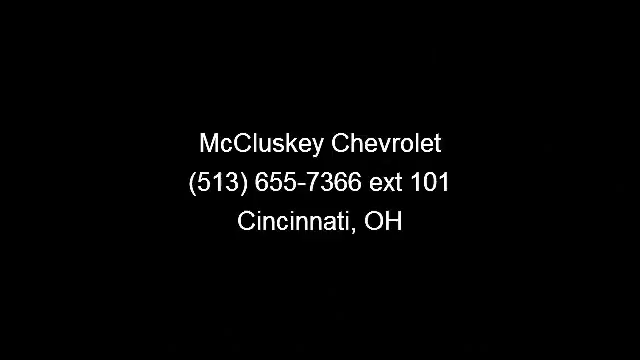 McCluskey Chevrolet
(513) 655-7366 ext 101
Cincinnati, OH